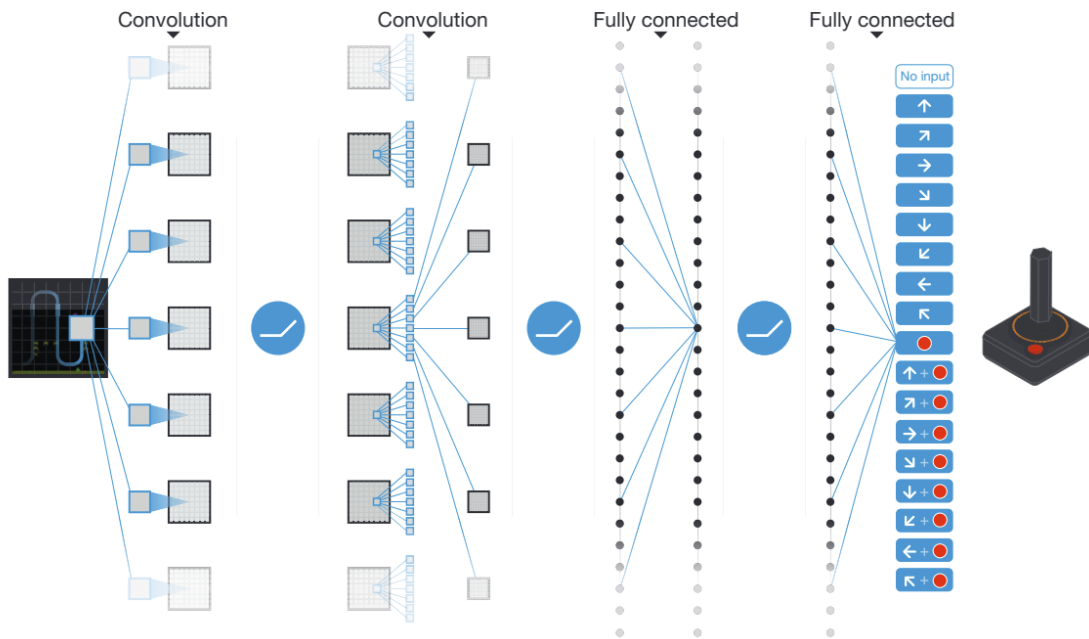 Convolution
Convolution
Fully connected
Fully connected
No input
+
+
+
+
+
+
+
+